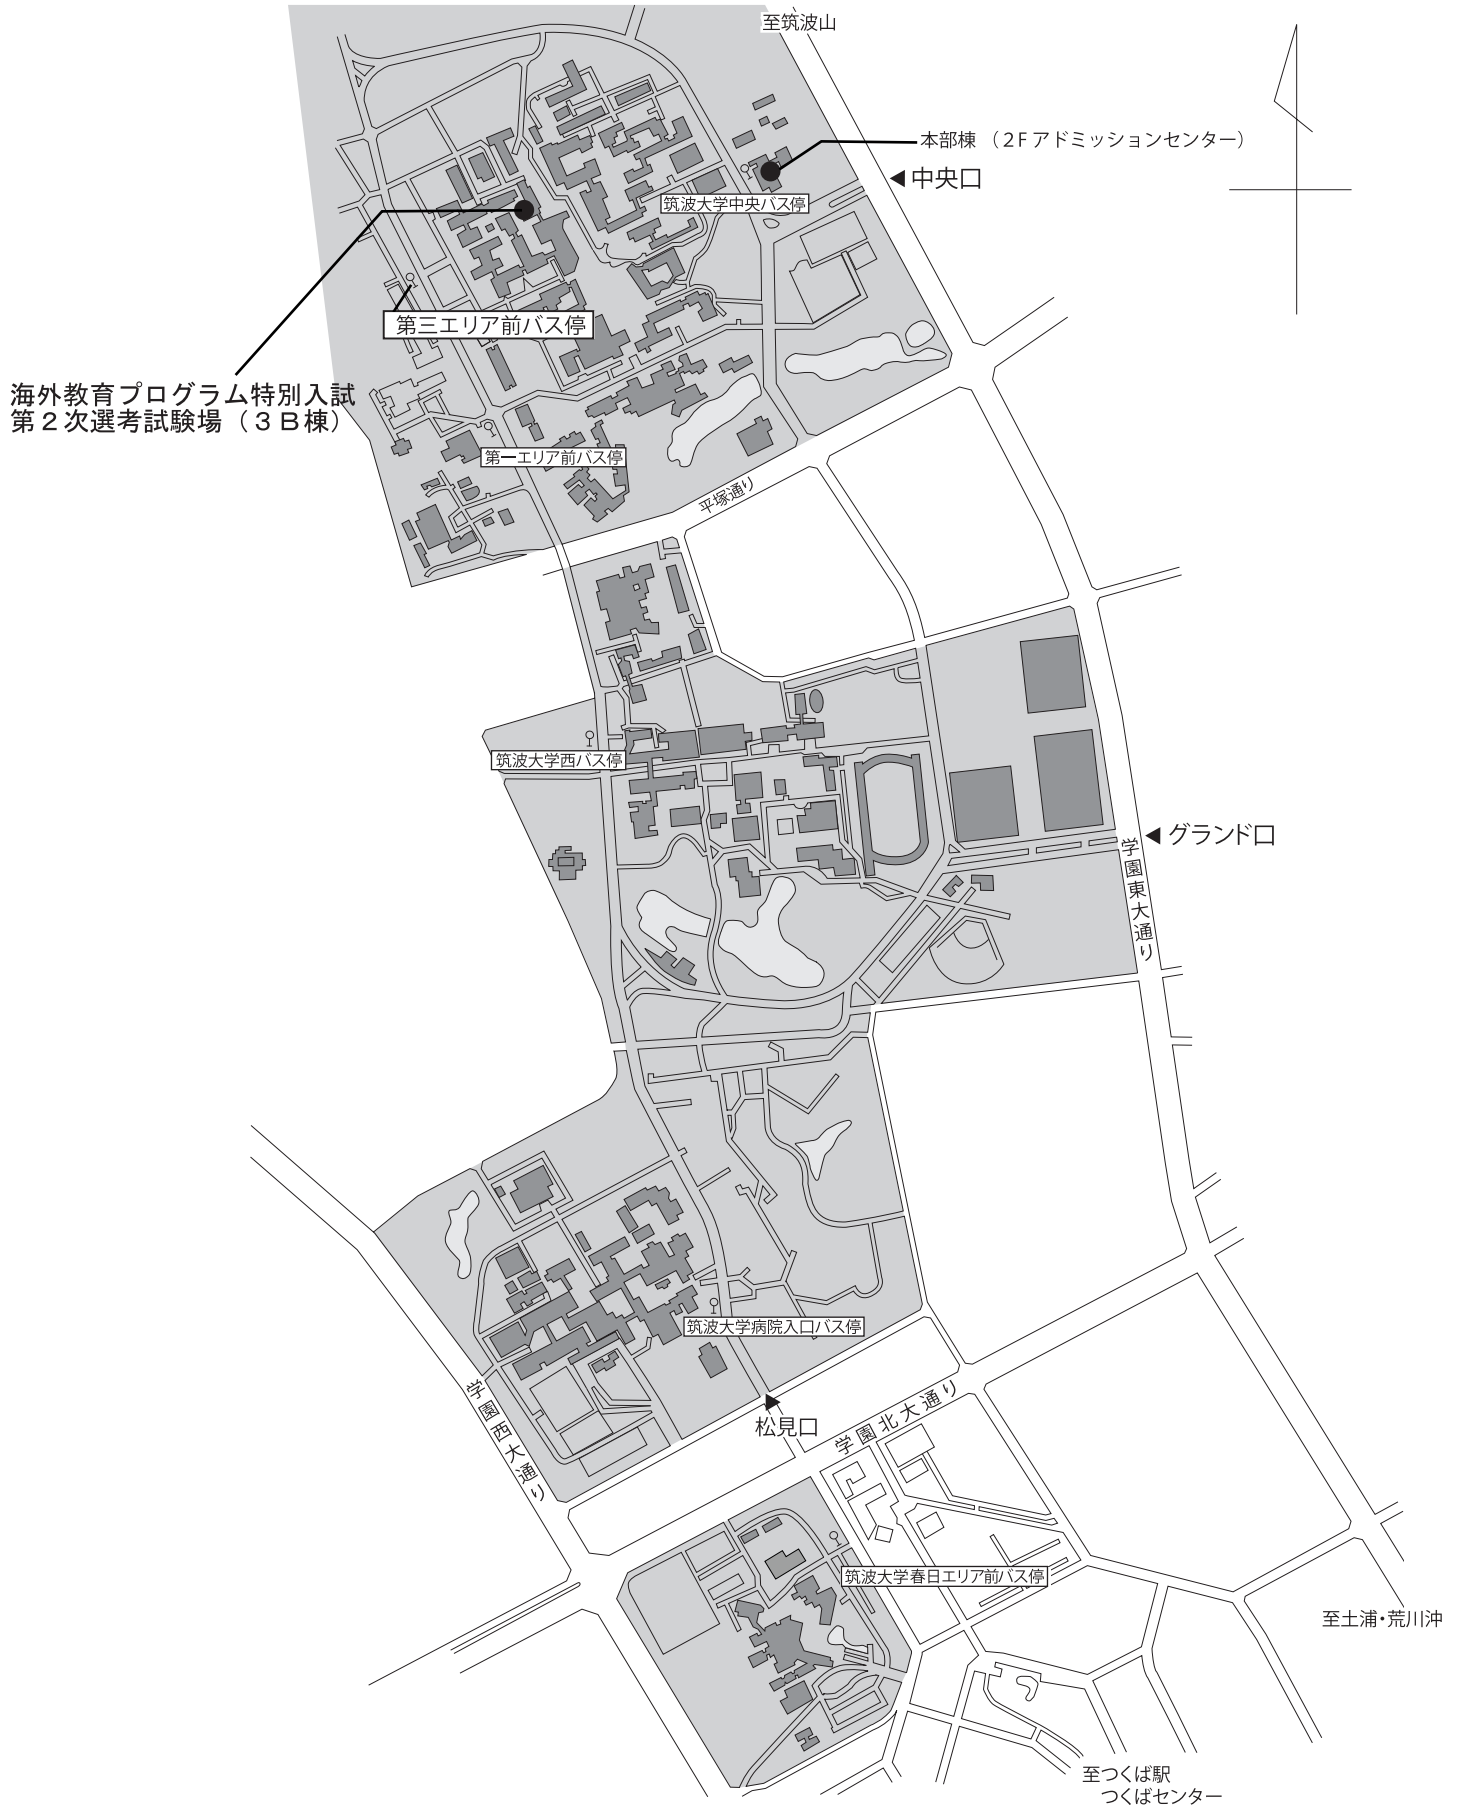 至筑波山
本部棟 （2Fアドミッションセンター）
◀中央口
筑波大学中央バス停
第三エリア前バス停
海外教育プログラム特別入試
第２次選考試験場（３Ｂ棟）
第一エリア前バス停
平塚通り
筑波大学西バス停
◀グランド口
学園東大通り
筑波大学病院入口バス停
学園西大通り
▶
松見口
学園北大通り
筑波大学春日エリア前バス停
至土浦・荒川沖
至つくば駅
つくばセンター